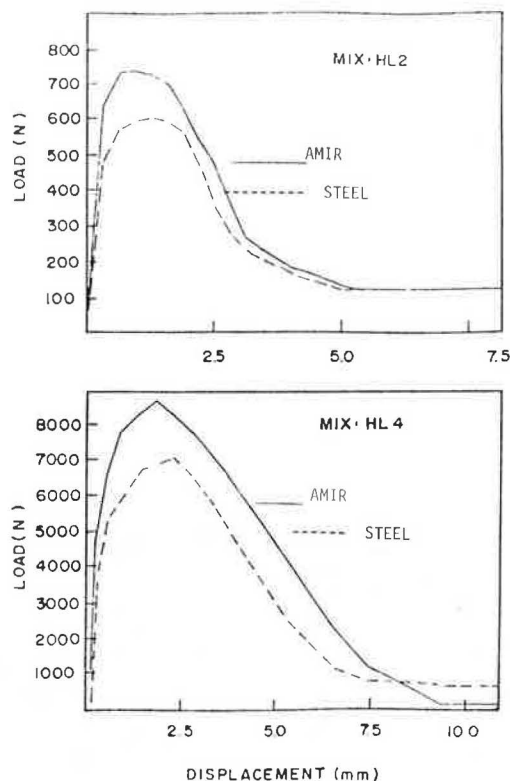 MIX·HL2
LOAD (N)
800
700
600
500
400
300
200
100
AMIR
STEEL
2.5
5.0
7.5
MIX·HL4
LOAD(N)
8000
7000
6000
5000
4000
3000
2000
1000
AMIR
STEEL
2.5
5.0
7.5
10.0
DISPLACEMENT (mm)